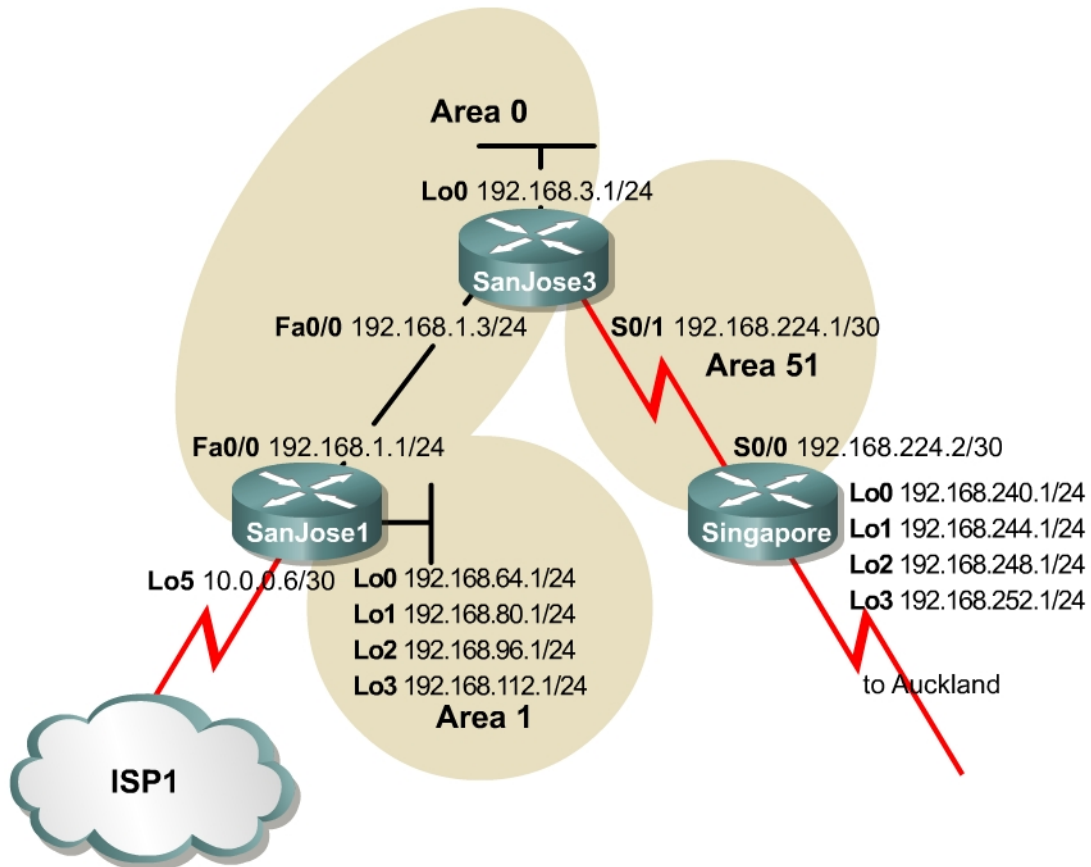 Area 0
Lo0 192.168.3.1/24
SanJose3
Fa0/0 192.168.1.3/24
S0/1 192.168.224.1/30
Area 51
Fa0/0 192.168.1.1/24
S0/0 192.168.224.2/30
SanJose1
Singapore
Lo0 192.168.240.1/24
Lo1 192.168.244.1/24
Lo2 192.168.248.1/24
Lo3 192.168.252.1/24
Lo5 10.0.0.6/30
Lo0 192.168.64.1/24
Lo1 192.168.80.1/24
Lo2 192.168.96.1/24
Lo3 192.168.112.1/24
Area 1
to Auckland
ISP1